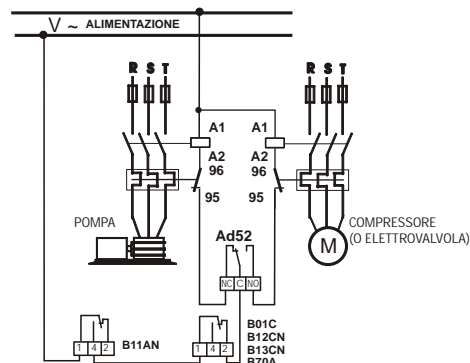 V ~ ALIMENTAZIONE
R S T
R S T
A1
A1
A2
A2
96
96
95
95
POMPA
COMPRESSORE
(O ELETTROVALVOLA)
M
Ad52
NC C NO
1 4 2
B11AN
1 4 2
B01C
B12CN
B13CN
B70A